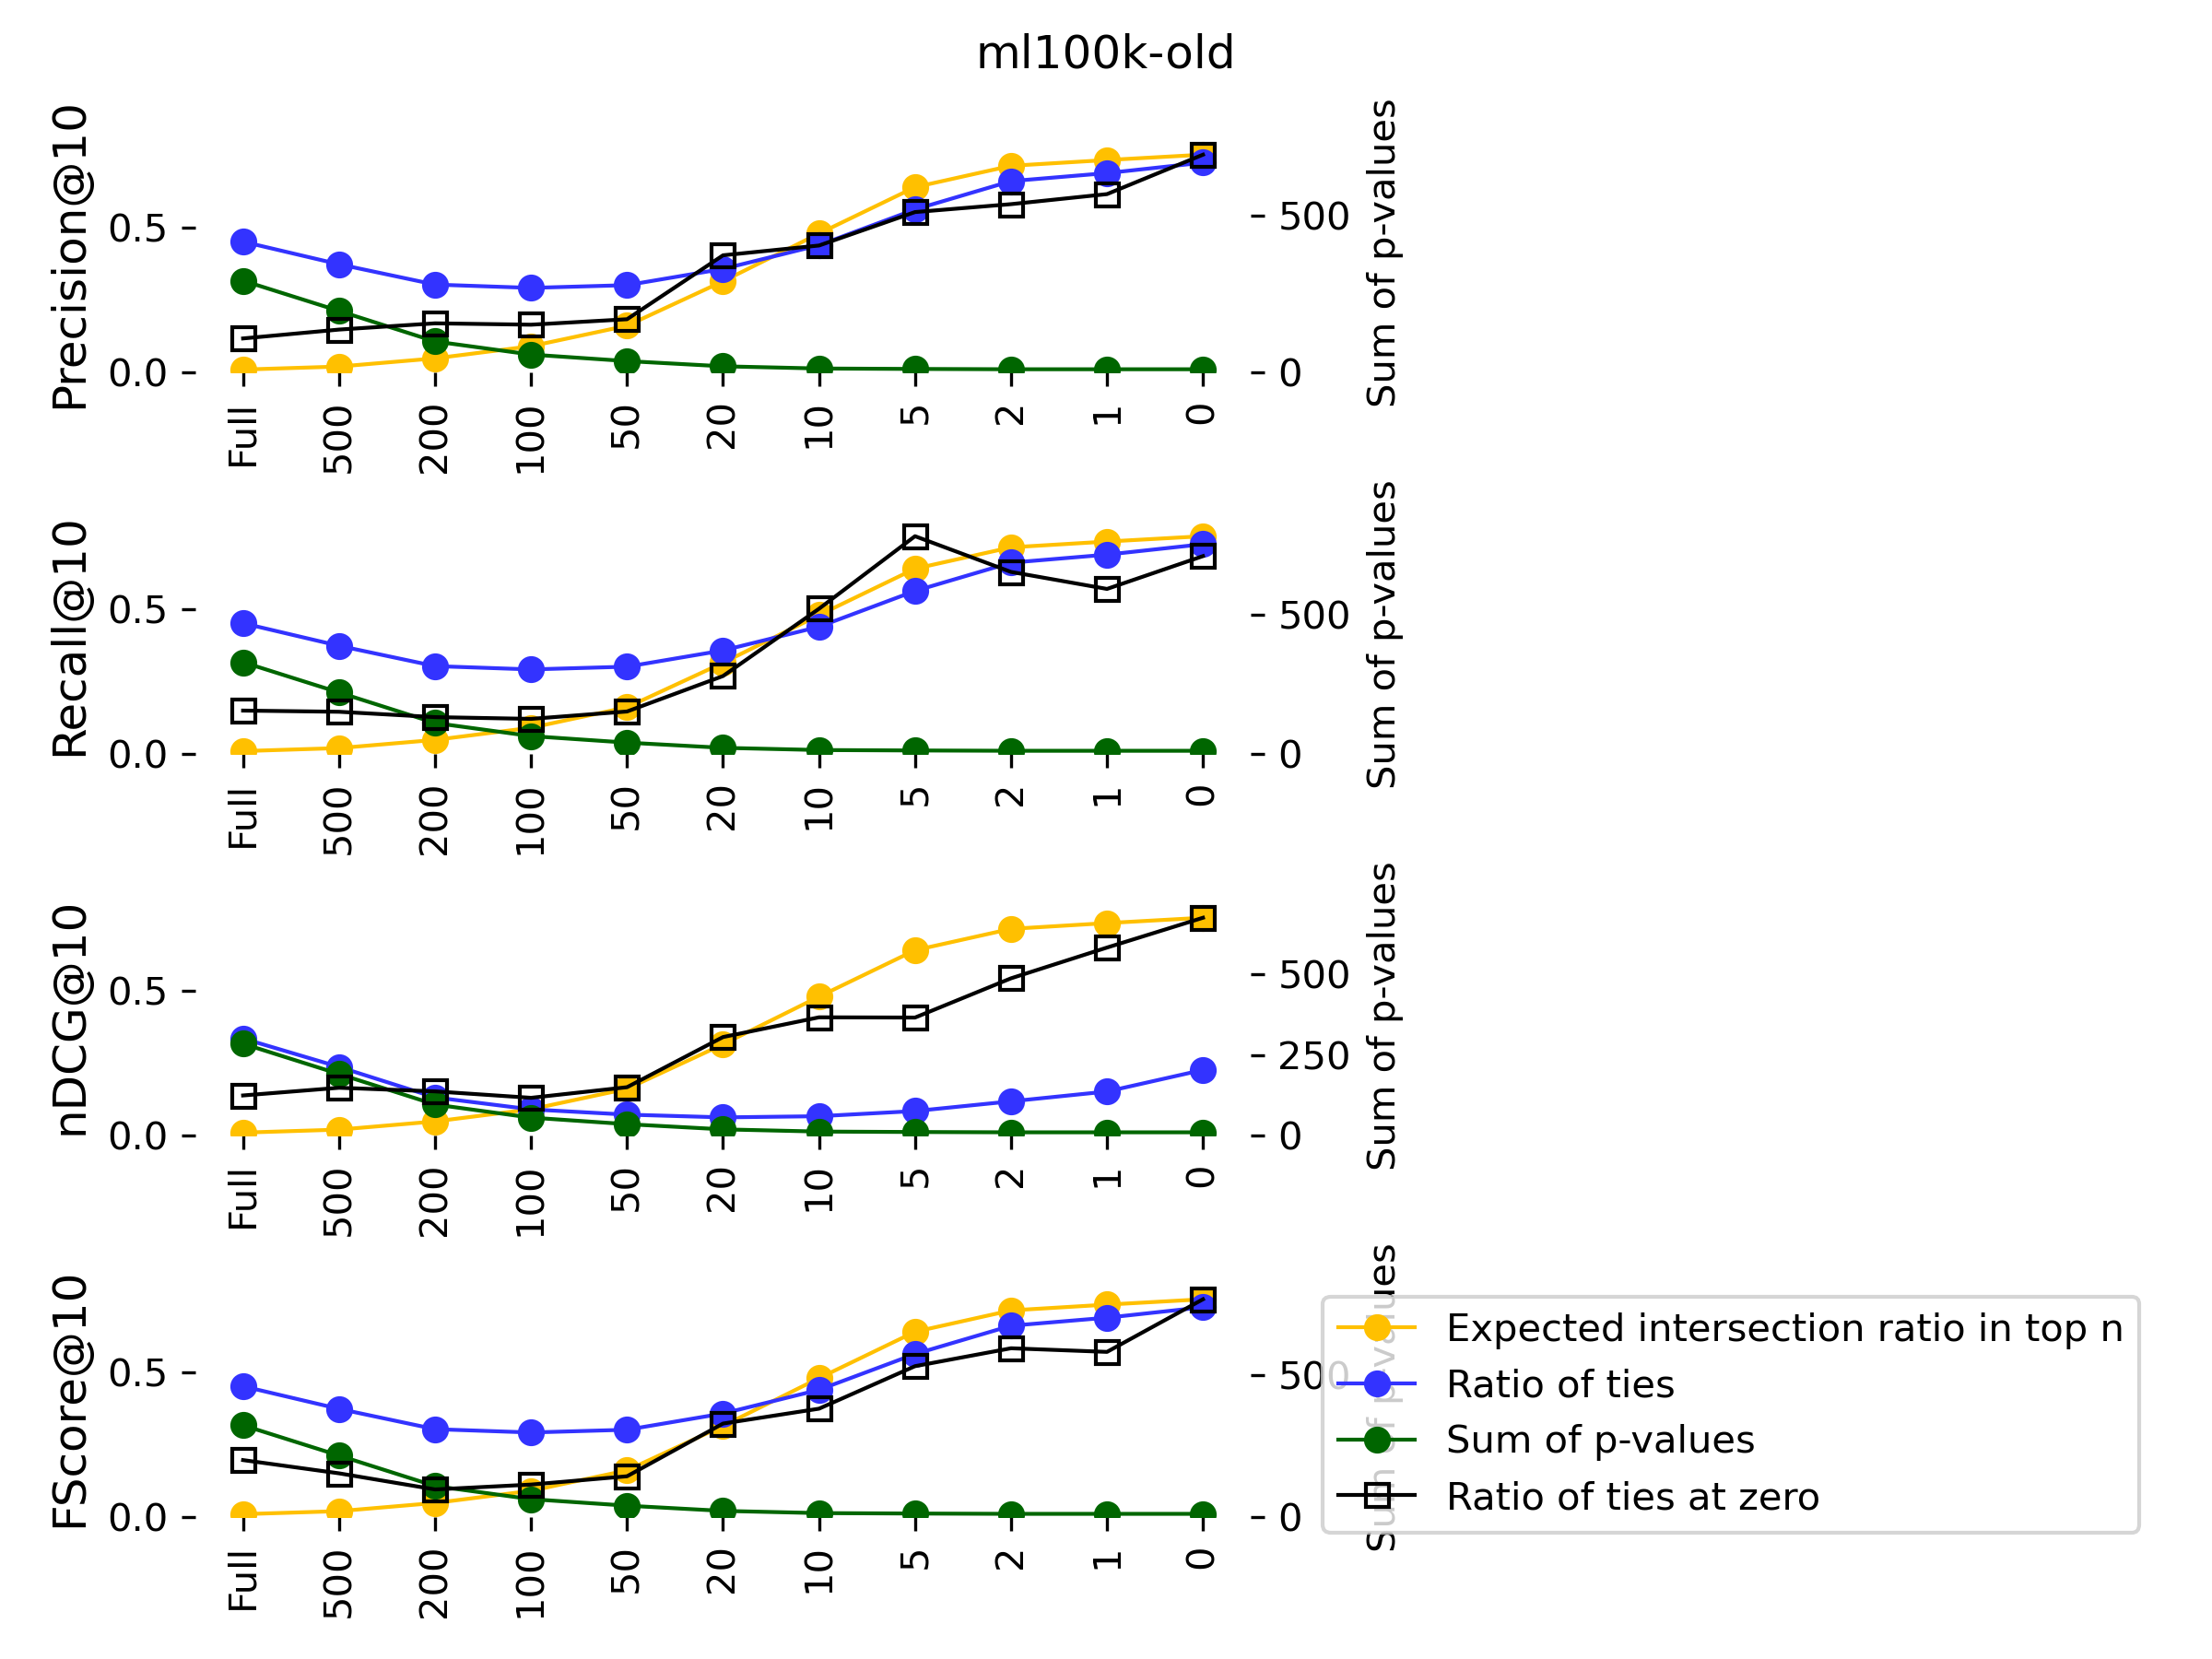 ml100k-old
Precision@10
0.5
0.0
500
0
Sum of p-values
Full 500 200 100 50 20 10 5 2 1 0
Recall@10
0.5
0.0
500
0
Sum of p-values
Full 500 200 100 50 20 10 5 2 1 0
nDCG@10
0.5
0.0
500
250
0
Sum of p-values
Full 500 200 100 50 20 10 5 2 1 0
FScore@10
0.5
0.0
500
0
Sum of p-values
Full 500 200 100 50 20 10 5 2 1 0
Expected intersection ratio in top n
Ratio of ties
Sum of p-values
Ratio of ties at zero